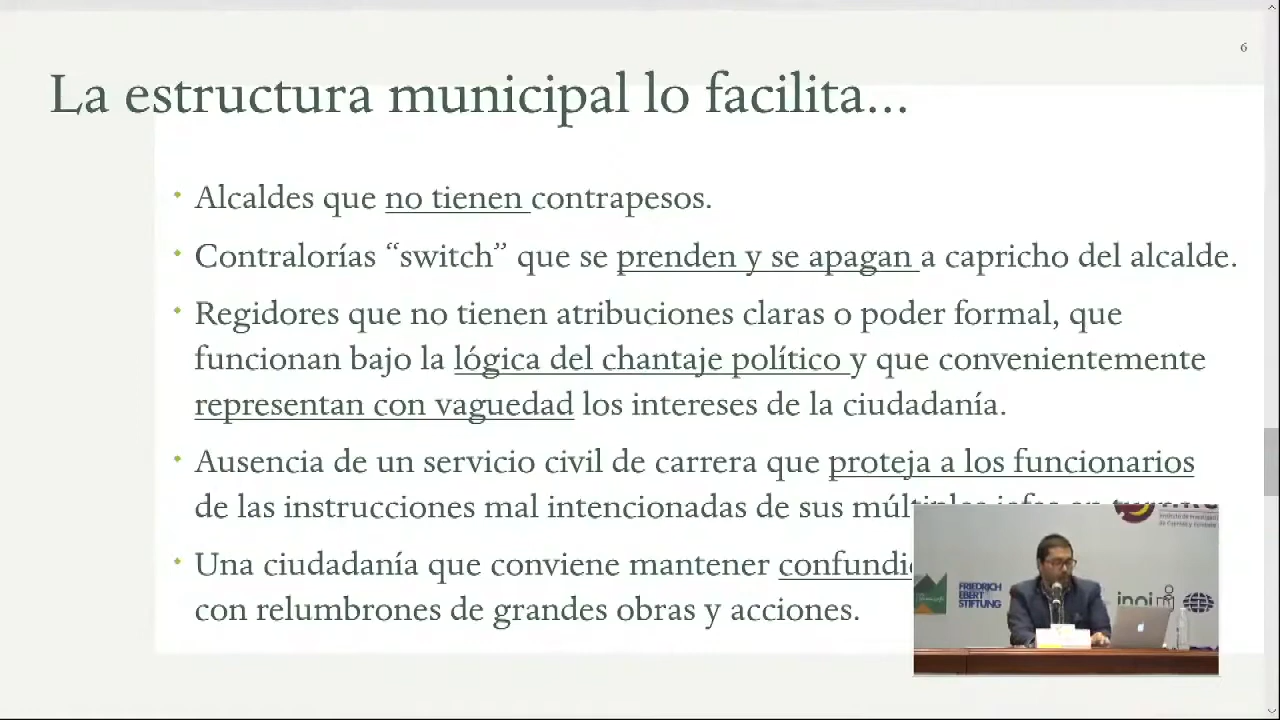 6
La estructura municipal lo facilita...
Alcaldes que no tienen contrapesos.
Contralorías “switch” que se prenden y se apagan a capricho del alcalde.
Regidores que no tienen atribuciones claras o poder formal, que
funcionan bajo la lógica del chantaje político y que convenientemente
representan con vaguedad los intereses de la ciudadanía.
Ausencia de un servicio civil de carrera que proteja a los funcionarios
de las instrucciones mal intencionadas de sus múltiples jefes en turno.
Una ciudadanía que conviene mantener
con relumbrones de grandes obras y acciones.
FRIEDRICH
EBERT
STIFTUNG